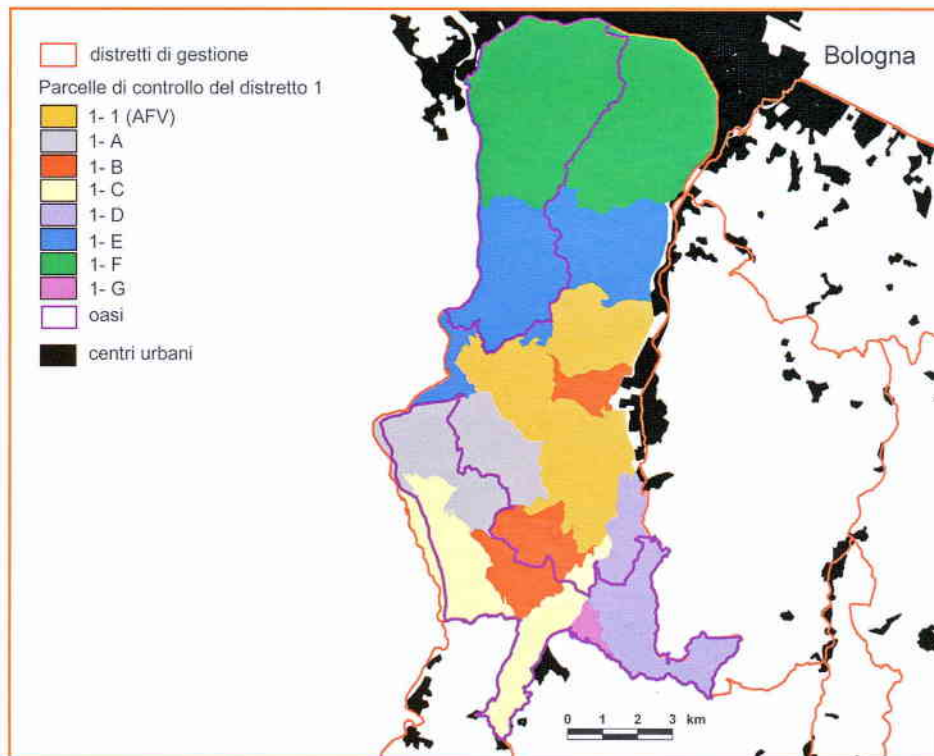 distretti di gestione
Parcelle di controllo del distretto 1
1- 1 (AFV)
1- A
1- B
1- C
1- D
1- E
1- F
1- G
oasi
centri urbani
Bologna
0 1 2 3 km